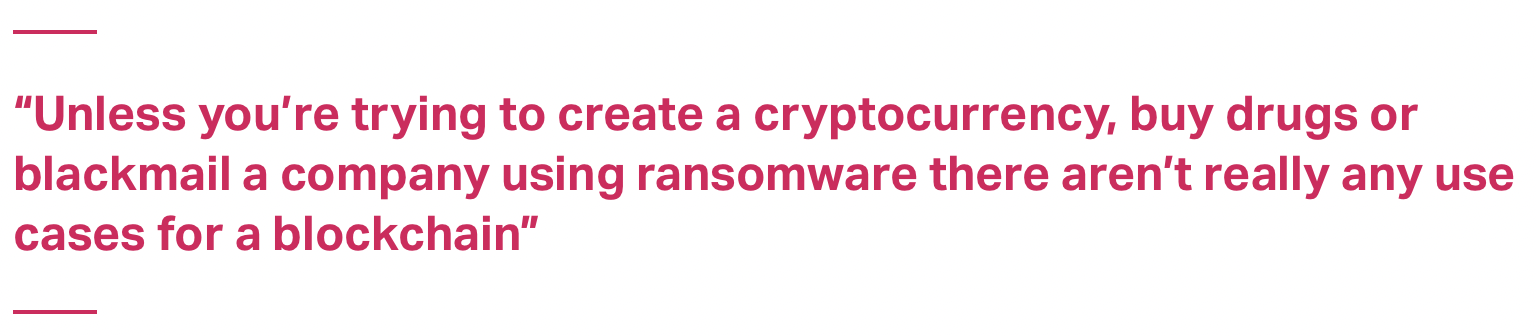 “Unless you’re trying to create a cryptocurrency, buy drugs or
blackmail a company using ransomware there aren’t really any use
cases for a blockchain”